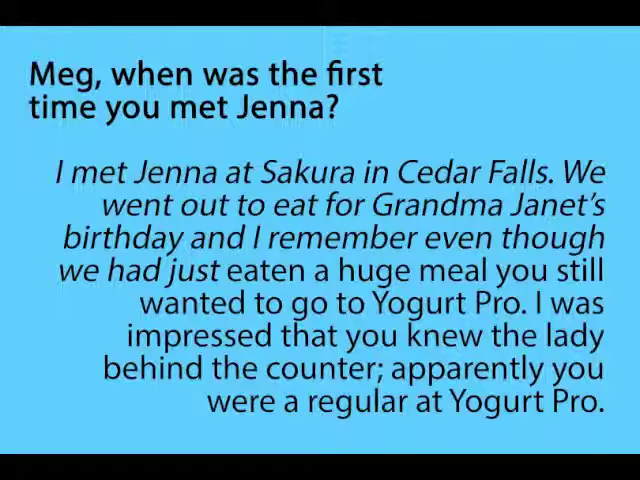 Meg, when was the first
time you met Jenna?
I met Jenna at Sakura in Cedar Falls. We
went out to eat for Grandma Janet’s
birthday and I remember even though
we had just eaten a huge meal you still
wanted to go to Yogurt Pro. I was
impressed that you knew the lady
behind the counter; apparently you
were a regular at Yogurt Pro.